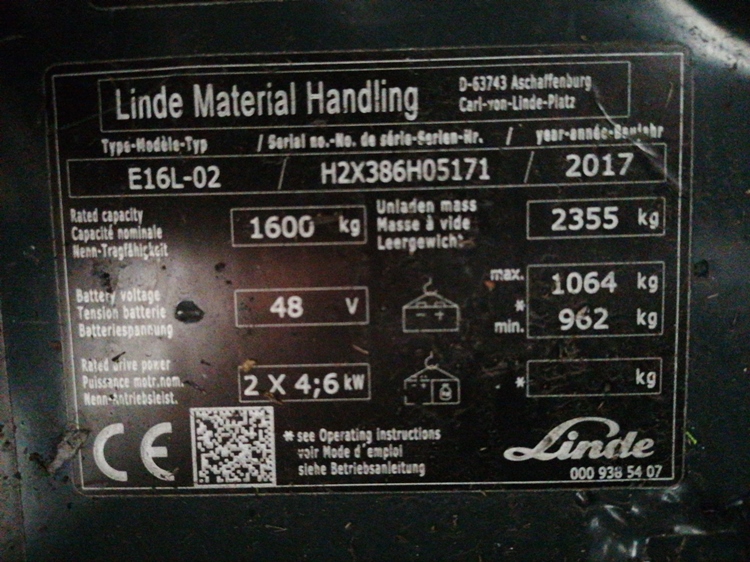 Linde Material Handling
D-63743 Aschaffenburg
Carl-von-Linde-Platz
Type-Modèle-Typ / Serial no.-No. de série-Serien-Nr. / year-année-Baujahr
E16L-02 / H2X386H05171 / 2017
Rated capacity
Capacité nominale
Nenn-Tragfähigkeit
1600 kg
Unladen mass
Masse à vide
Leergewicht
2355 kg
Battery voltage
Tension batterie
Batteriespannung
48 V
- +
max. 1064 kg
*
min. 962 kg
Rated drive power
Puissance motr.nom.
Nenn-Antriebsleist.
2 X 4;6 kW
* kg
CE
* see Operating instructions
voir Mode d'emploi
siehe Betriebsanleitung
Linde
000 938 54 07